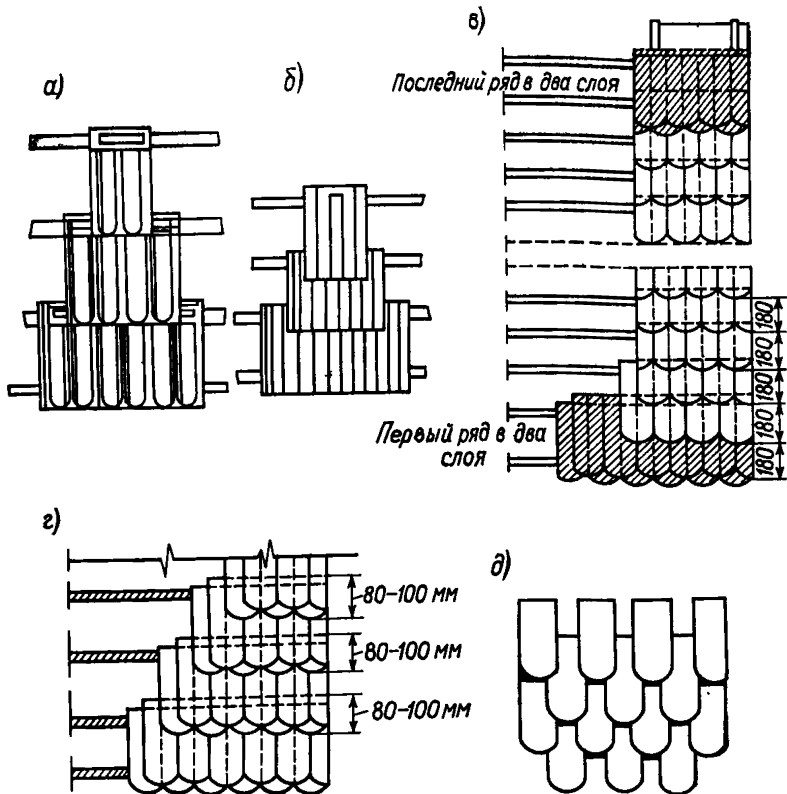 а)
б)
в)
Последний ряд в два слоя
180
180
180
180
180
Первый ряд в два
слоя
г)
80-100 мм
80-100 мм
80-100 мм
д)